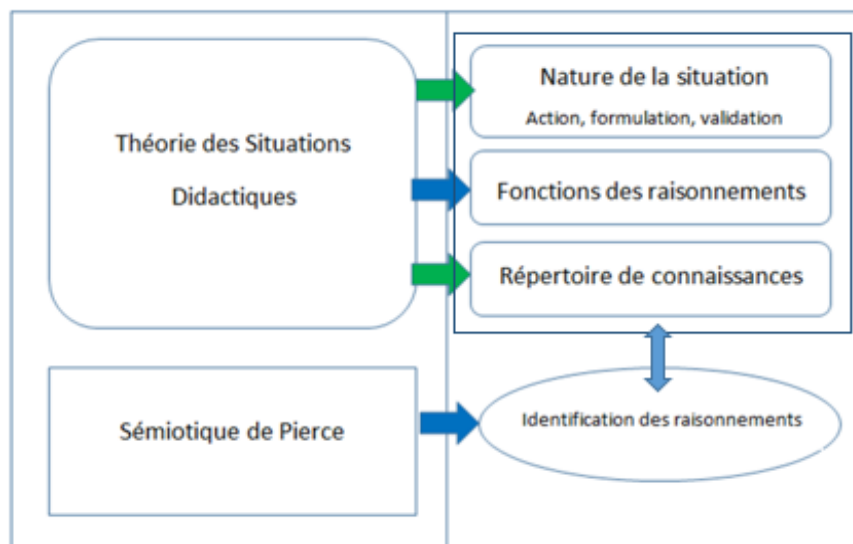 Théorie des Situations
Didactiques
Nature de la situation
Action, formulation, validation
Fonctions des raisonnements
Répertoire de connaissances
Sémiotique de Pierce
Identification des raisonnements